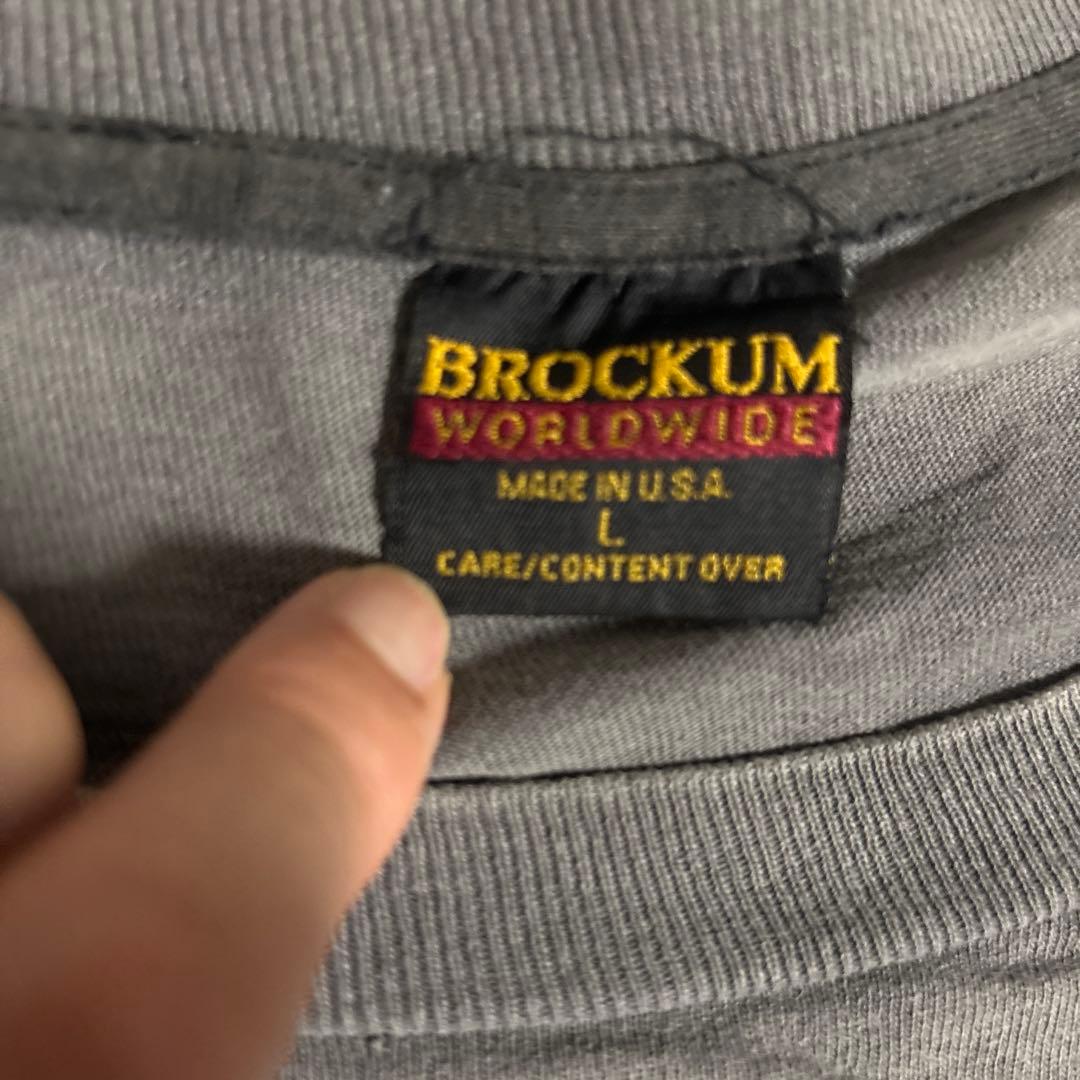 BROCKUM
WORLDWIDE
MADE IN U.S.A.
L
CARE/CONTENT OVER